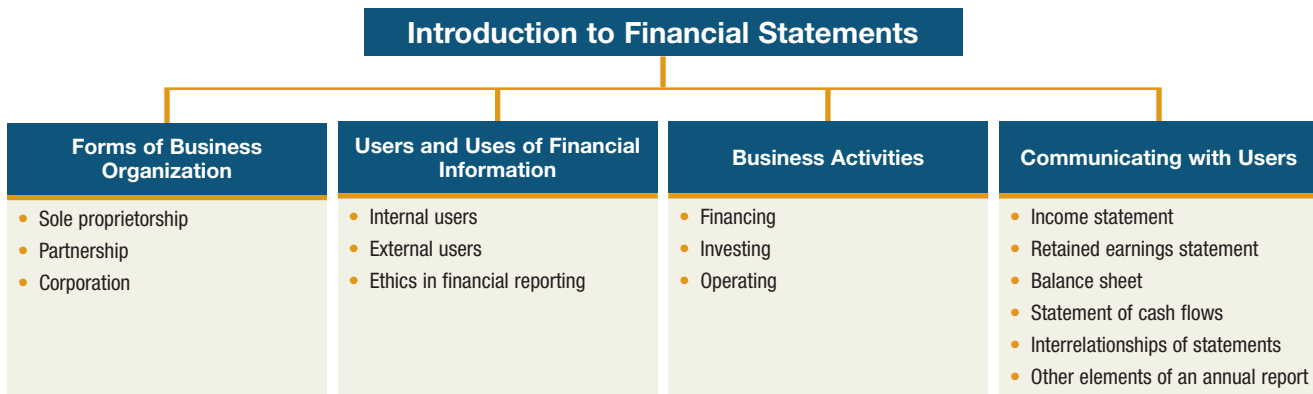 Introduction to Financial Statements
Forms of Business
Organization
• Sole proprietorship
• Partnership
• Corporation
Users and Uses of Financial
Information
• Internal users
• External users
• Ethics in financial reporting
Business Activities
• Financing
• Investing
• Operating
Communicating with Users
• Income statement
• Retained earnings statement
• Balance sheet
• Statement of cash flows
• Interrelationships of statements
• Other elements of an annual report